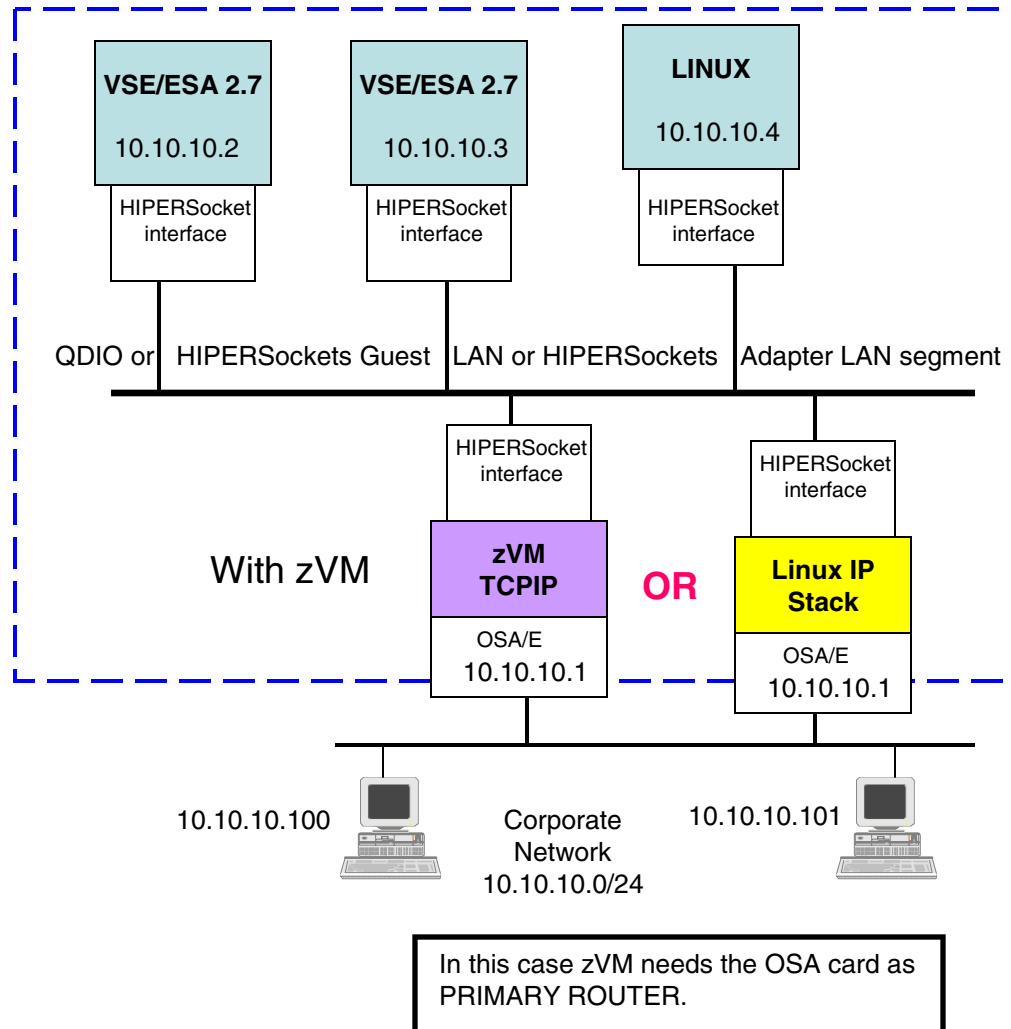 VSE/ESA 2.7
10.10.10.2
HIPERSocket
interface
VSE/ESA 2.7
10.10.10.3
HIPERSocket
interface
LINUX
10.10.10.4
HIPERSocket
interface
QDIO or HIPERSockets Guest LAN or HIPERSockets Adapter LAN segment
HIPERSocket
interface
HIPERSocket
interface
With zVM
zVM
TCPIP
OSA/E
10.10.10.1
OR
Linux IP
Stack
OSA/E
10.10.10.1
10.10.10.100
Corporate
Network
10.10.10.0/24
10.10.10.101
In this case zVM needs the OSA card as
PRIMARY ROUTER.